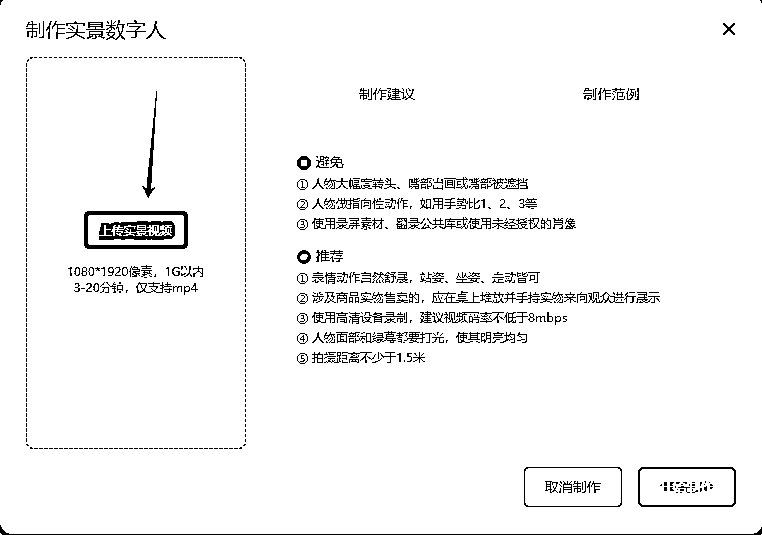 制作实景数字人
上传实景视频
1080*1920像素，1G以内
3-20分钟，仅支持mp4
制作建议
制作范例
避免
① 人物大幅度转头、嘴部出画或嘴部被遮挡
② 人物做指向性动作，如用手势比1、2、3等
③ 使用录屏素材、翻录公共库或使用未经授权的肖像
推荐
① 表情动作自然舒展，站姿、坐姿、走动皆可
② 涉及商品实物售卖的，应在桌上堆放并手持实物来向观众进行展示
③ 使用高清设备录制，建议视频码率不低于8mbps
④ 人物面部和绿幕都要打光，使其明亮均匀
⑤ 拍摄距离不少于1.5米
取消制作